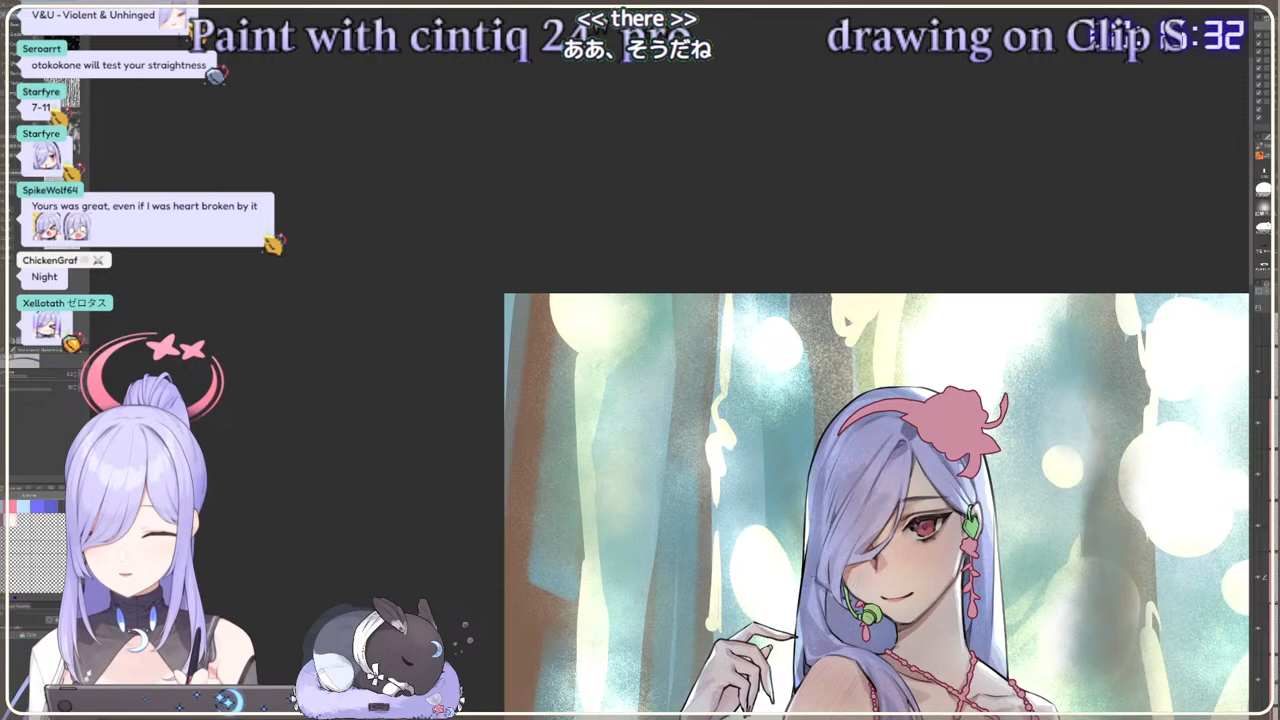 V&U - Violent & Unhinged
Seroarrt
otokokone will test your straightness
Starfyre
7-11
Starfyre
SpikeWolf64
Yours was great, even if I was heart broken by it
ChickenGraf
Night
Xellotath ゼロタス
<< there >>
ああ、そうだね
Paint with cintiq 24 pro
drawing on Clip S
:32